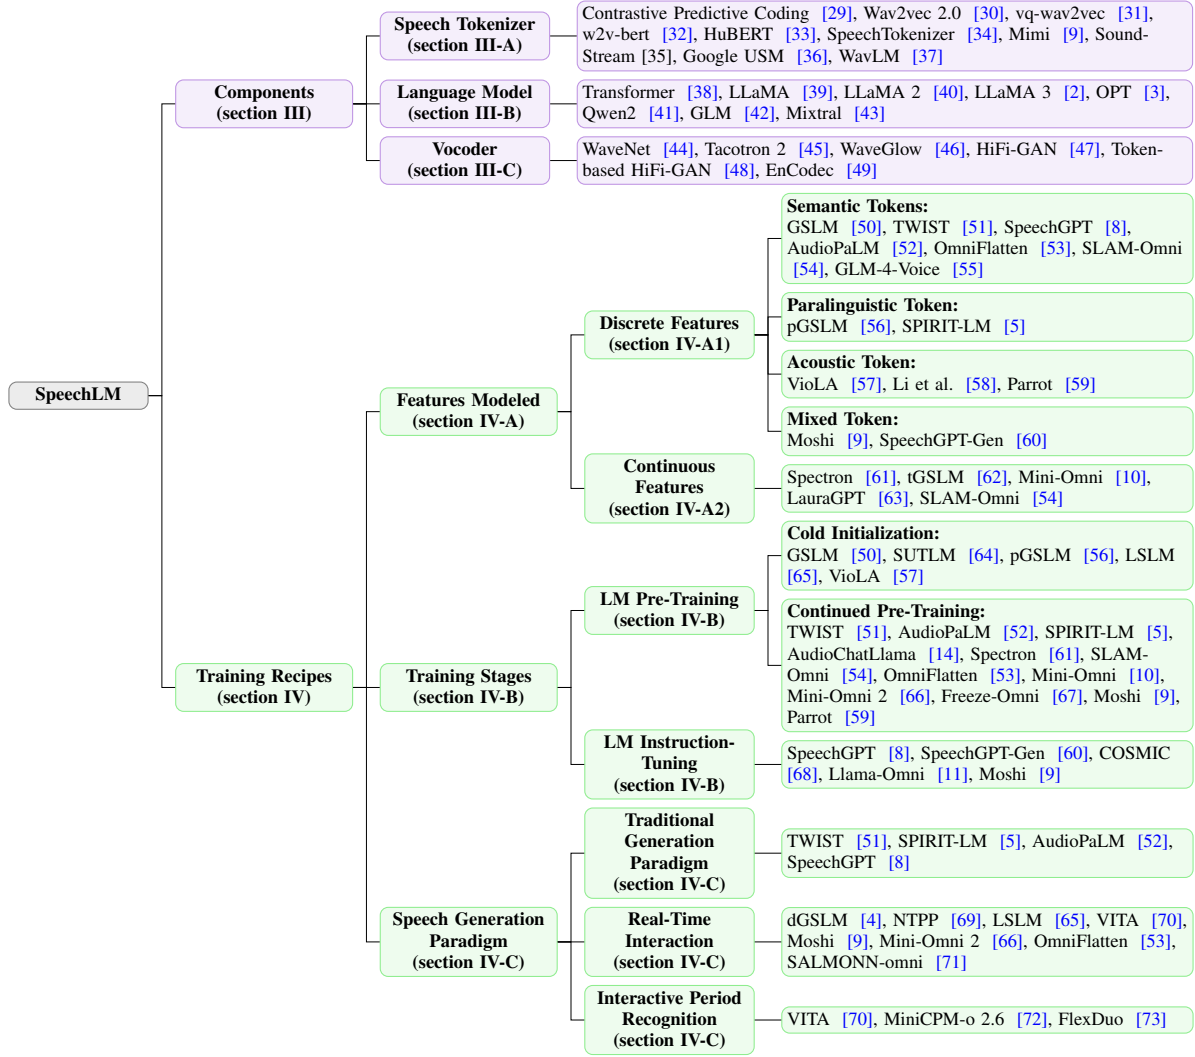 SpeechLM
Components
(section III)
Speech Tokenizer
(section III-A)
Contrastive Predictive Coding [29], Wav2vec 2.0 [30], vq-wav2vec [31],
w2v-bert [32], HuBERT [33], SpeechTokenizer [34], Mimi [9], Sound-
Stream [35], Google USM [36], WavLM [37]
Language Model
(section III-B)
Transformer [38], LLaMA [39], LLaMA 2 [40], LLaMA 3 [2], OPT [3],
Qwen2 [41], GLM [42], Mixtral [43]
Vocoder
(section III-C)
WaveNet [44], Tacotron 2 [45], WaveGlow [46], HiFi-GAN [47], Token-
based HiFi-GAN [48], EnCodec [49]
Training Recipes
(section IV)
Features Modeled
(section IV-A)
Discrete Features
(section IV-A1)
Semantic Tokens:
GSLM [50], TWIST [51], SpeechGPT [8],
AudioPaLM [52], OmniFlatten [53], SLAM-Omni
[54], GLM-4-Voice [55]
Paralinguistic Token:
pGSLM [56], SPIRIT-LM [5]
Acoustic Token:
VioLA [57], Li et al. [58], Parrot [59]
Mixed Token:
Moshi [9], SpeechGPT-Gen [60]
Continuous
Features
(section IV-A2)
Spectron [61], tGSLM [62], Mini-Omni [10],
LauraGPT [63], SLAM-Omni [54]
Training Stages
(section IV-B)
LM Pre-Training
(section IV-B)
Cold Initialization:
GSLM [50], SUTLM [64], pGSLM [56], LSLM
[65], VioLA [57]
Continued Pre-Training:
TWIST [51], AudioPaLM [52], SPIRIT-LM [5],
AudioChatLlama [14], Spectron [61], SLAM-
Omni [54], OmniFlatten [53], Mini-Omni [10],
Mini-Omni 2 [66], Freeze-Omni [67], Moshi [9],
Parrot [59]
LM Instruction-
Tuning
(section IV-B)
SpeechGPT [8], SpeechGPT-Gen [60], COSMIC
[68], Llama-Omni [11], Moshi [9]
Speech Generation
Paradigm
(section IV-C)
Traditional
Generation
Paradigm
(section IV-C)
TWIST [51], SPIRIT-LM [5], AudioPaLM [52],
SpeechGPT [8]
Real-Time
Interaction
(section IV-C)
dGSLM [4], NTPP [69], LSLM [65], VITA [70],
Moshi [9], Mini-Omni 2 [66], OmniFlatten [53],
SALMONN-omni [71]
Interactive Period
Recognition
(section IV-C)
VITA [70], MiniCPM-o 2.6 [72], FlexDuo [73]